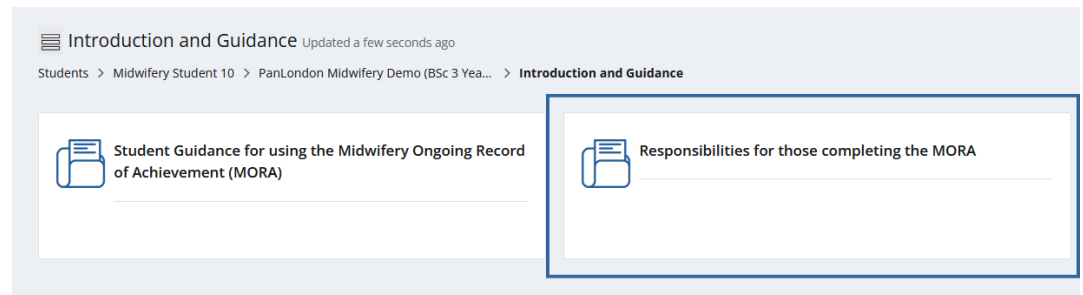 Introduction and Guidance Updated a few seconds ago
Students > Midwifery Student 10 > PanLondon Midwifery Demo (BSc 3 Yea... > Introduction and Guidance
Student Guidance for using the Midwifery Ongoing Record
of Achievement (MORA)
Responsibilities for those completing the MORA